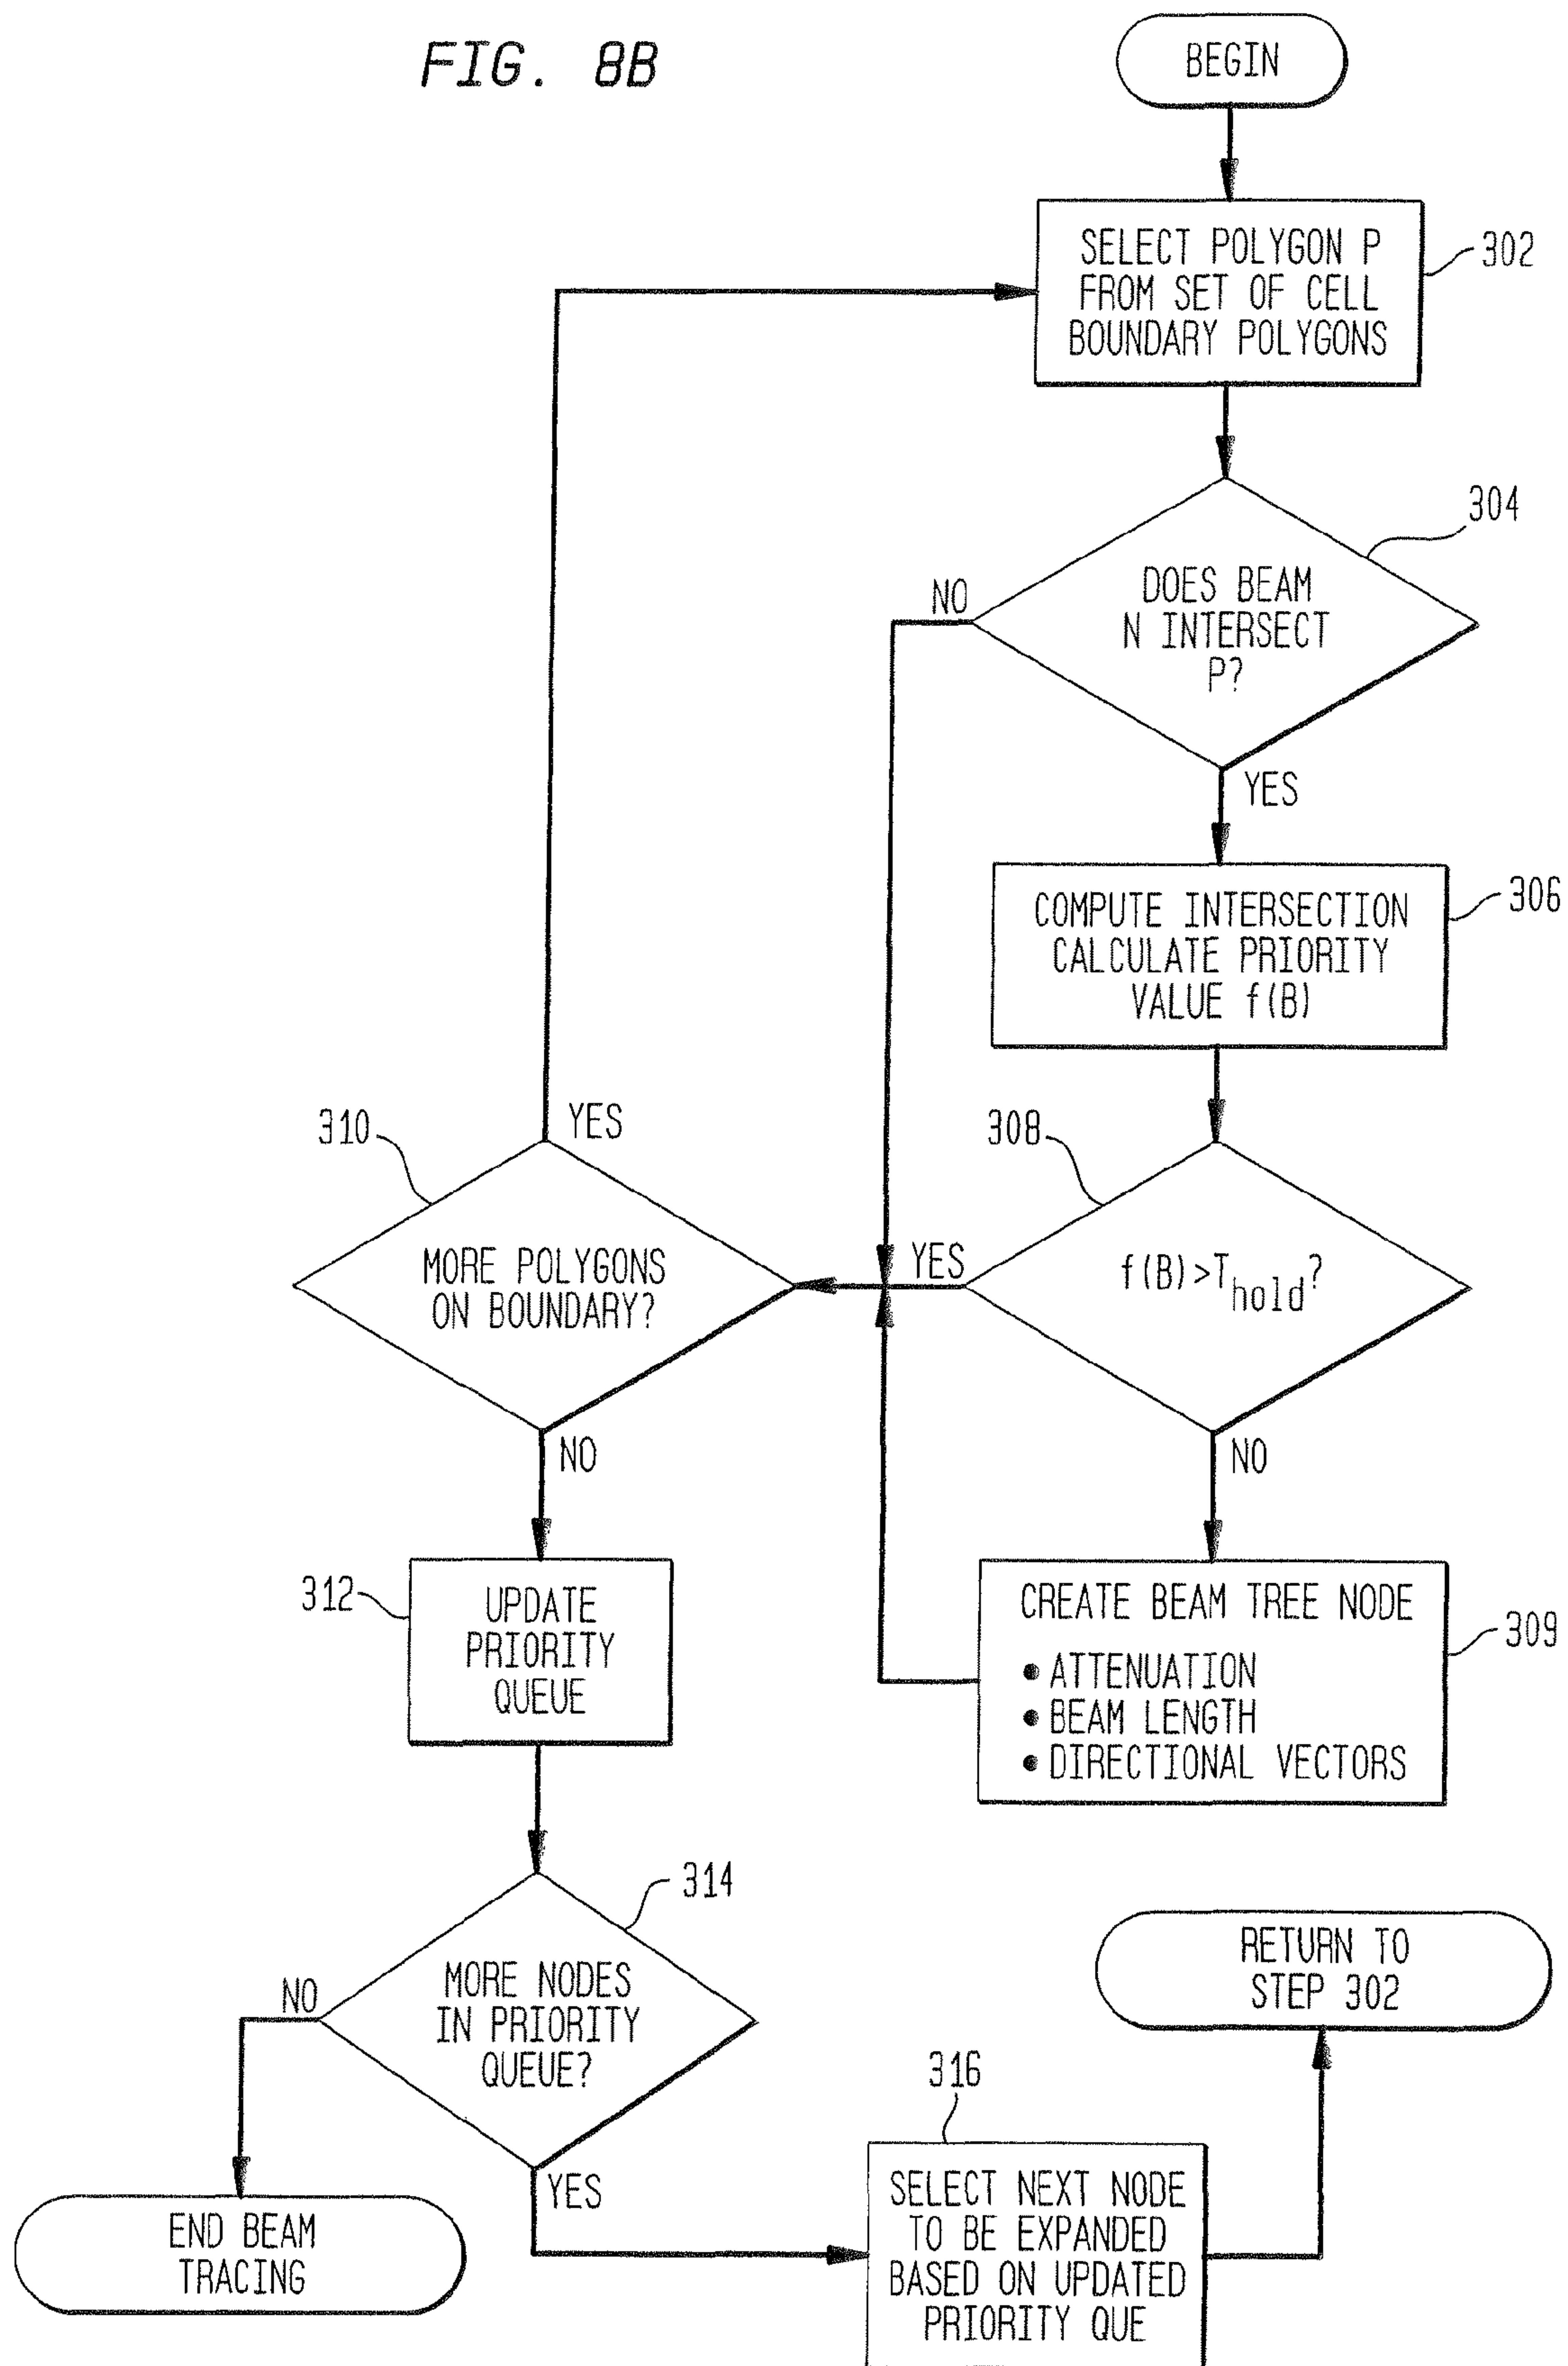 FIG. 8B
BEGIN
SELECT POLYGON P
FROM SET OF CELL
BOUNDARY POLYGONS
302
304
DOES BEAM
N INTERSECT
P?
NO
YES
306
COMPUTE INTERSECTION
CALCULATE PRIORITY
VALUE f(B)
308
f(B)>Thold?
YES
NO
310
MORE POLYGONS
ON BOUNDARY?
YES
NO
CREATE BEAM TREE NODE
• ATTENUATION
• BEAM LENGTH
• DIRECTIONAL VECTORS
309
312
UPDATE
PRIORITY
QUEUE
314
MORE NODES
IN PRIORITY
QUEUE?
NO
YES
END BEAM
TRACING
316
SELECT NEXT NODE
TO BE EXPANDED
BASED ON UPDATED
PRIORITY QUE
RETURN TO
STEP 302